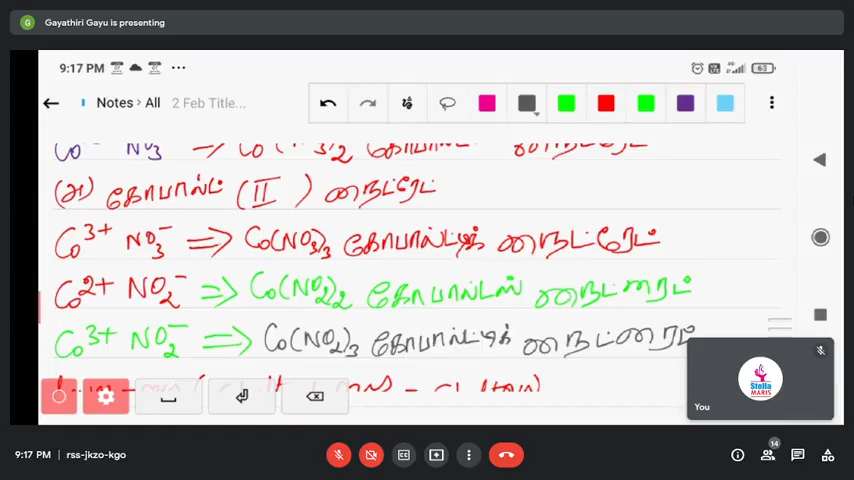 Gayathiri Gayu is presenting
9:17 PM
63
Notes › All 2 Feb Title...
(அ) கோபால்ட் (II) நைட்ரேட்
Co³⁺ NO₃⁻ ⇒ Co(NO₃)₃ கோபால்ட்டிக் நைட்ரேட்
Co²⁺ NO₂⁻ ⇒ Co(NO₂)₂ கோபால்டஸ் நைட்ரைட்
Co³⁺ NO₂⁻ ⇒ Co(NO₂)₃ கோபால்ட்டிக் நைட்ரைட்
Stella MARIS
You
9:17 PM | rss-jkzo-kgo
14